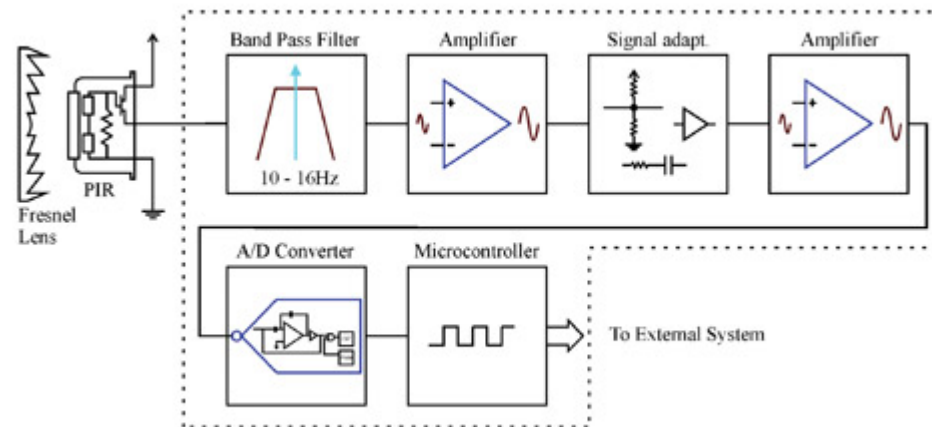 Band Pass Filter
Amplifier
Signal adapt.
Amplifier
10 - 16Hz
PIR
Fresnel
Lens
A/D Converter
Microcontroller
To External System